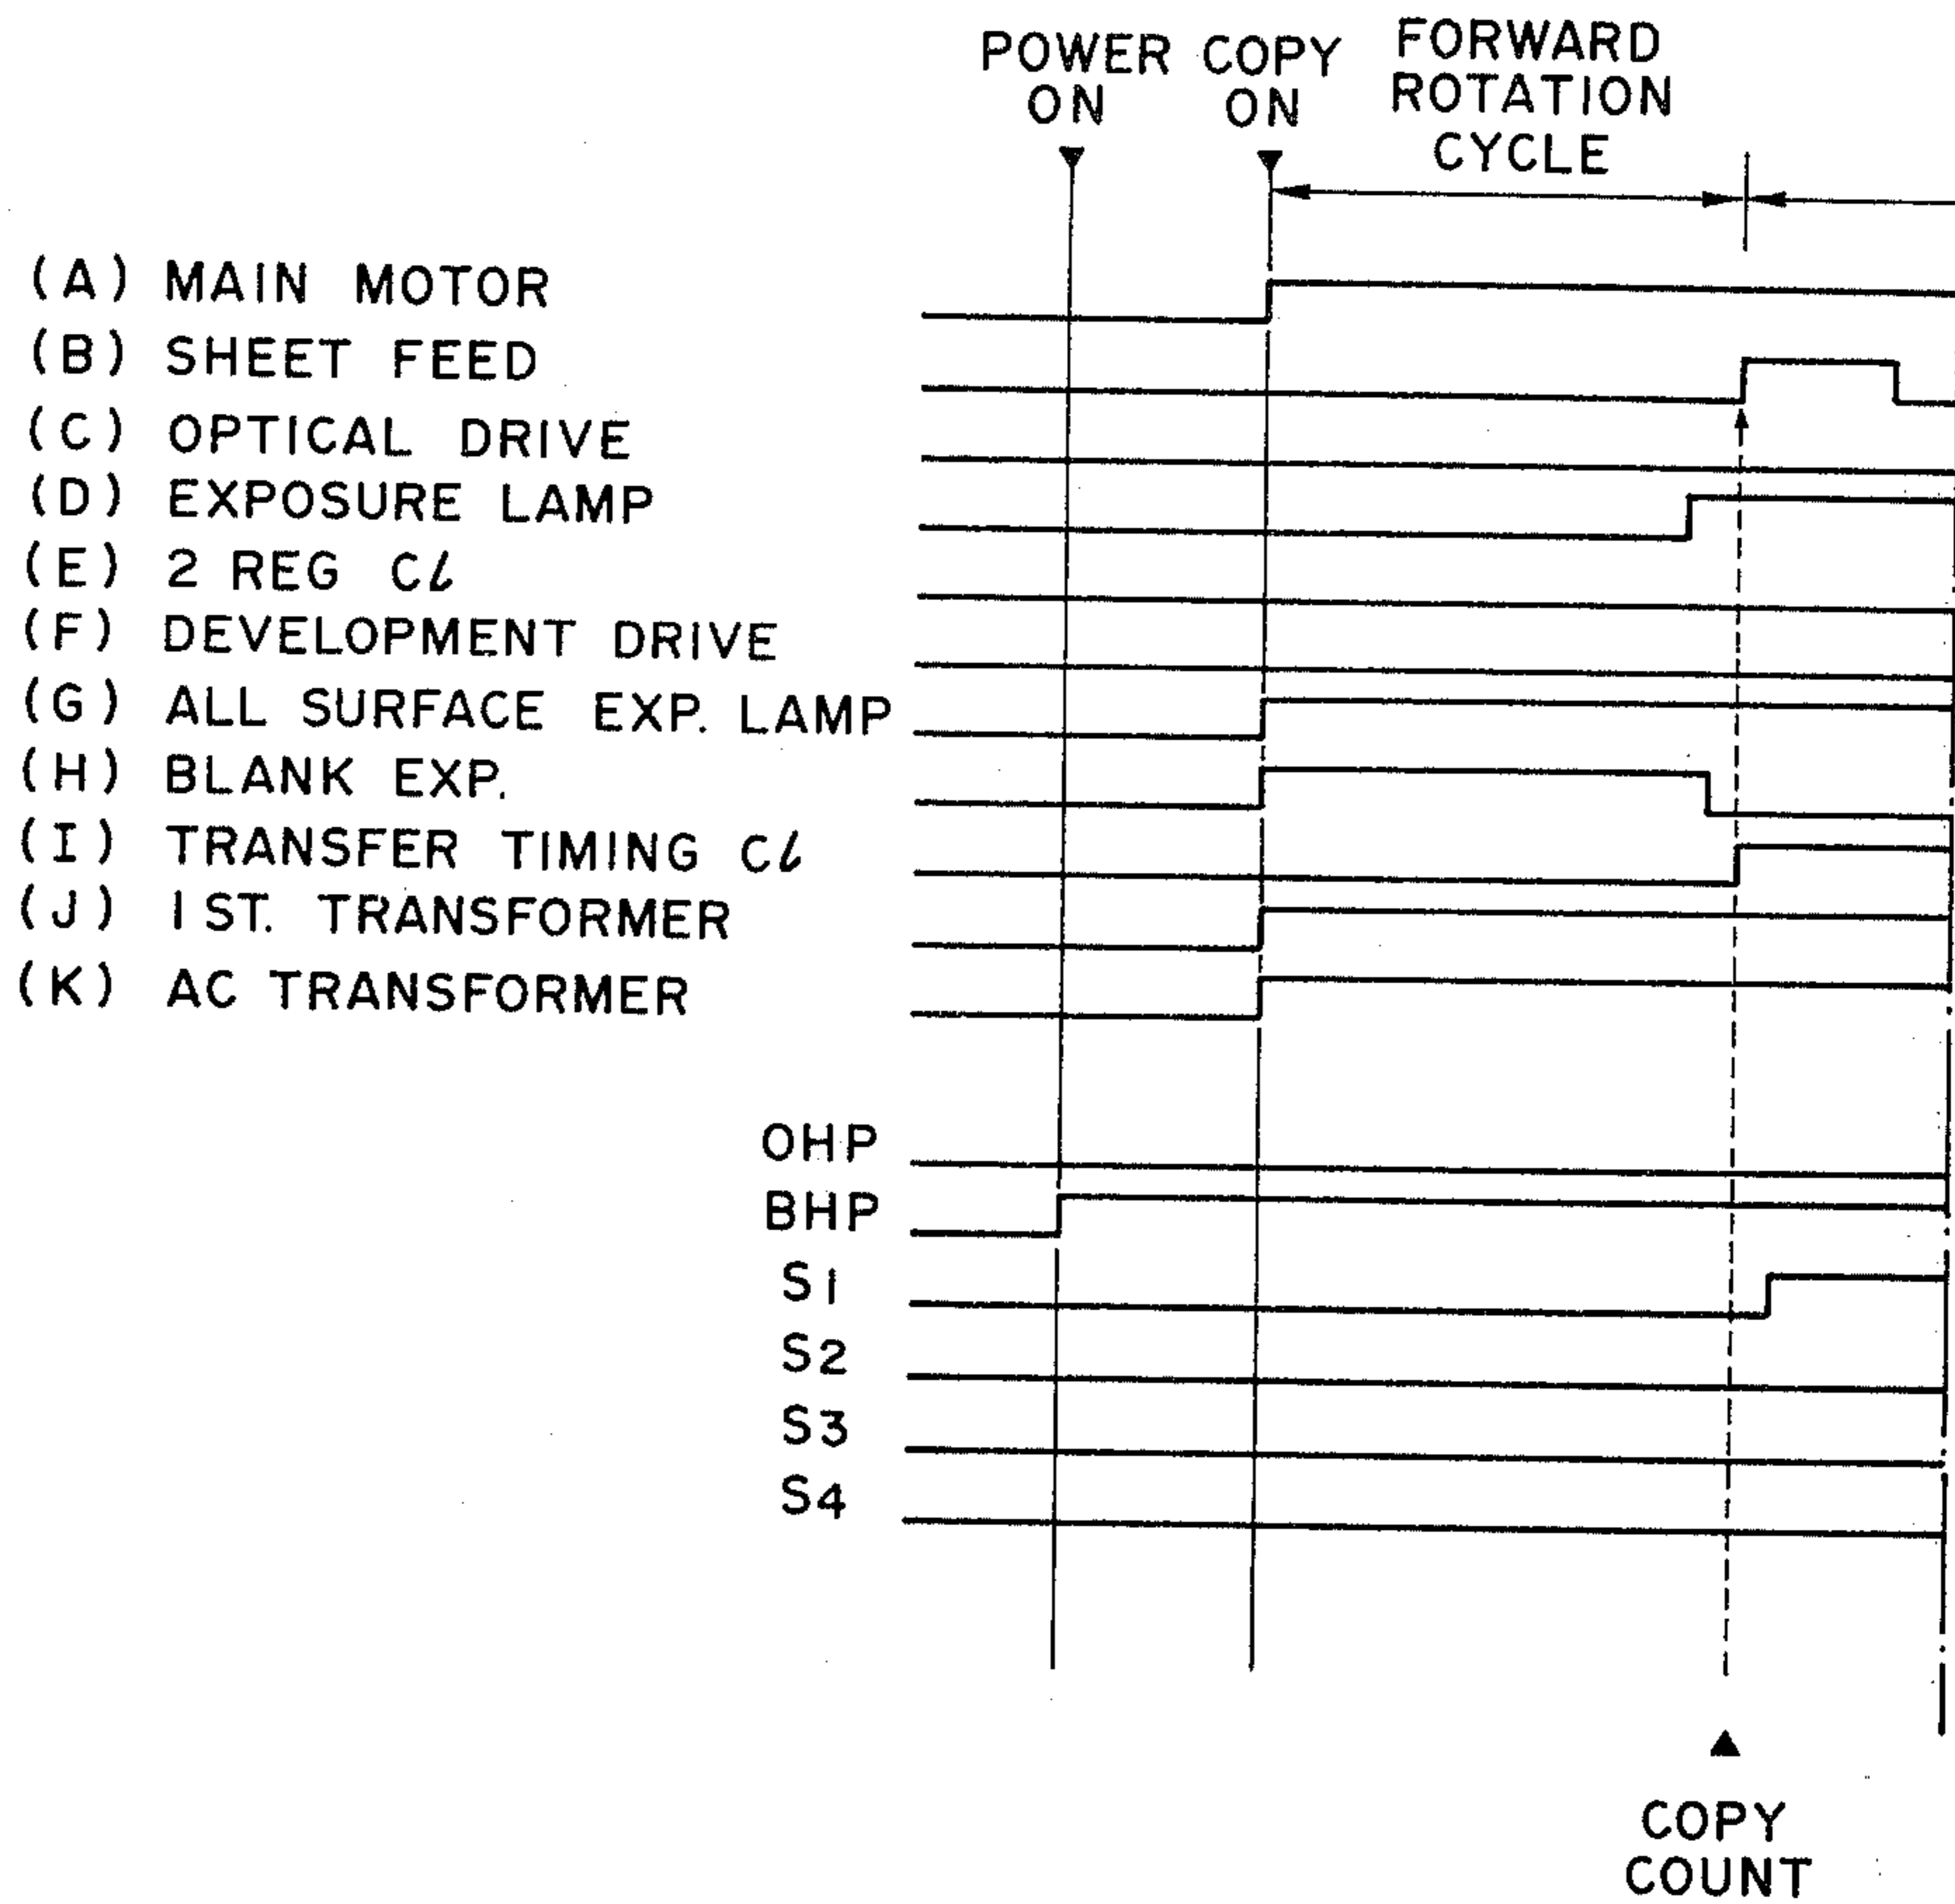 POWER ON
COPY ON
FORWARD ROTATION CYCLE
(A) MAIN MOTOR
(B) SHEET FEED
(C) OPTICAL DRIVE
(D) EXPOSURE LAMP
(E) 2 REG Cℓ
(F) DEVELOPMENT DRIVE
(G) ALL SURFACE EXP. LAMP
(H) BLANK EXP.
(I) TRANSFER TIMING Cℓ
(J) 1ST. TRANSFORMER
(K) AC TRANSFORMER
OHP
BHP
S1
S2
S3
S4
COPY
COUNT